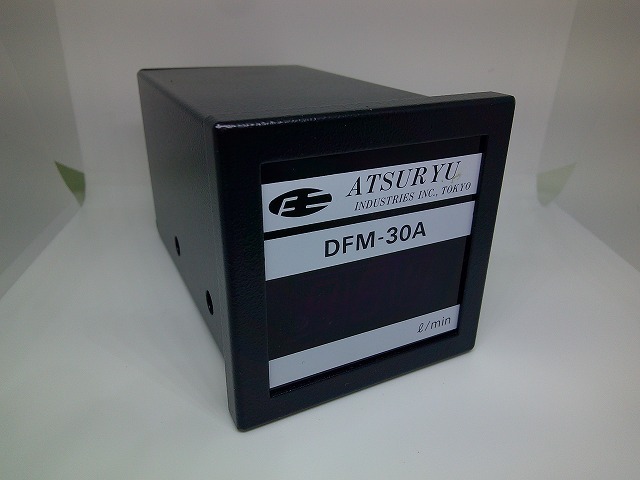 ATSURYU
INDUSTRIES INC., TOKYO
DFM-30A
ℓ/min